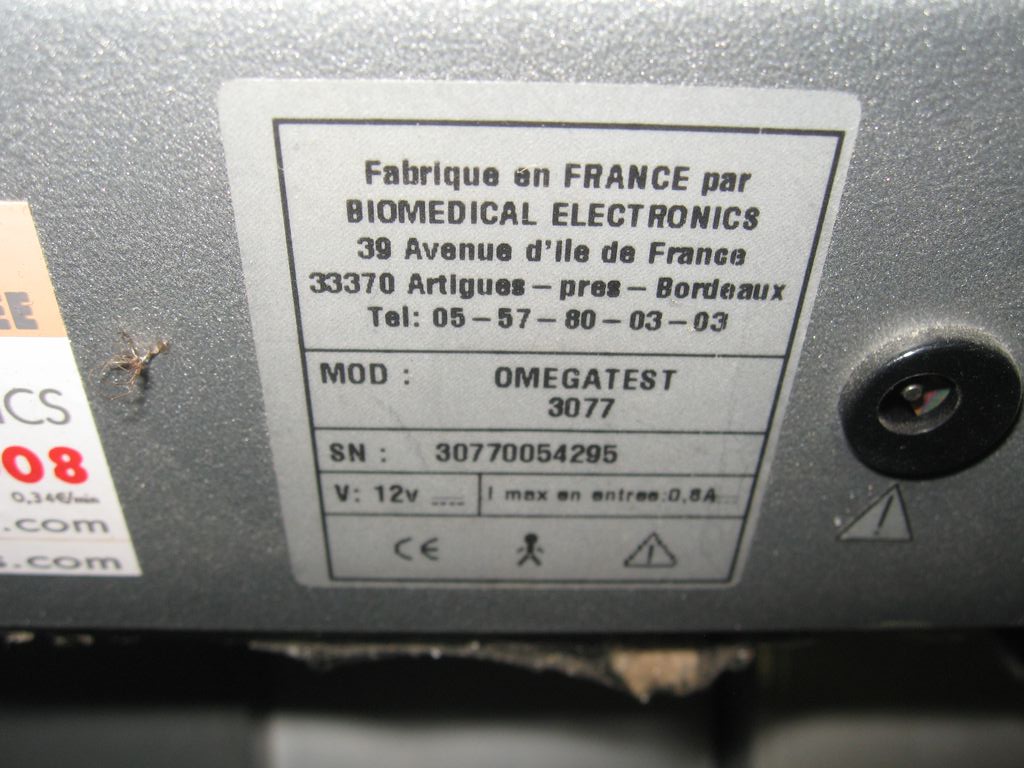 Fabrique en FRANCE par
BIOMEDICAL ELECTRONICS
39 Avenue d'Ile de France
33370 Artigues - pres - Bordeaux
Tel: 05-57-80-03-03
MOD : OMEGATEST
3077
SN : 30770054295
V: 12v
I max en entree:0,8A
CE
EE
ICS
08
0,34€/min
.com
s.com